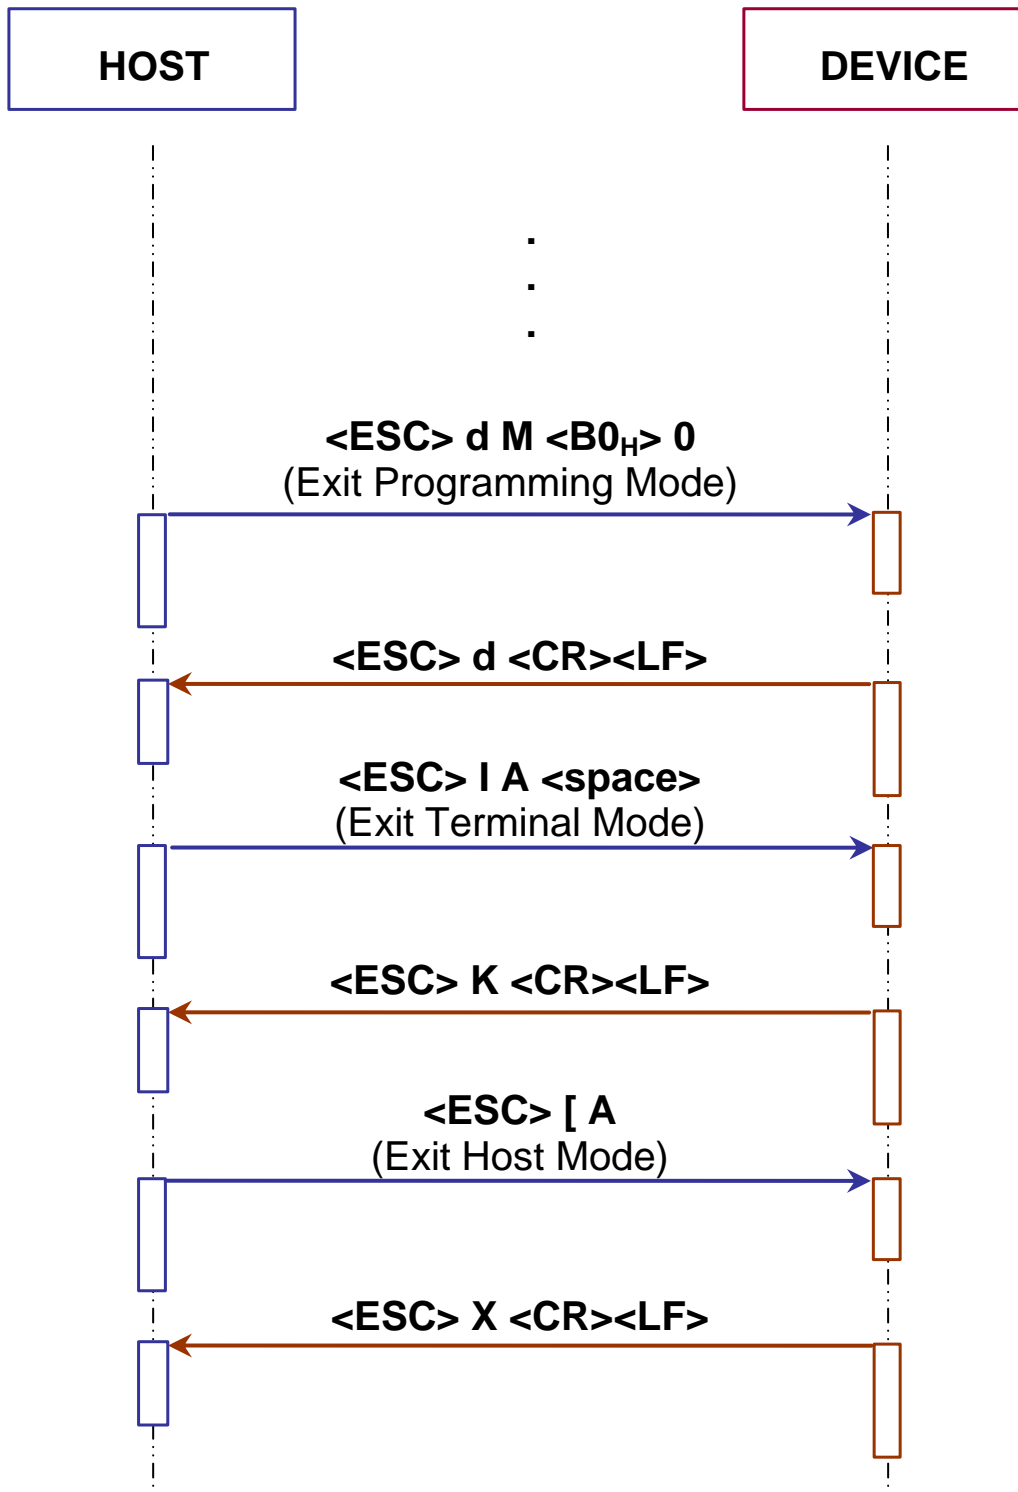 HOST
DEVICE
.
.
.
<ESC> d M <B0H> 0
(Exit Programming Mode)
<ESC> d <CR><LF>
<ESC> I A <space>
(Exit Terminal Mode)
<ESC> K <CR><LF>
<ESC> [ A
(Exit Host Mode)
<ESC> X <CR><LF>